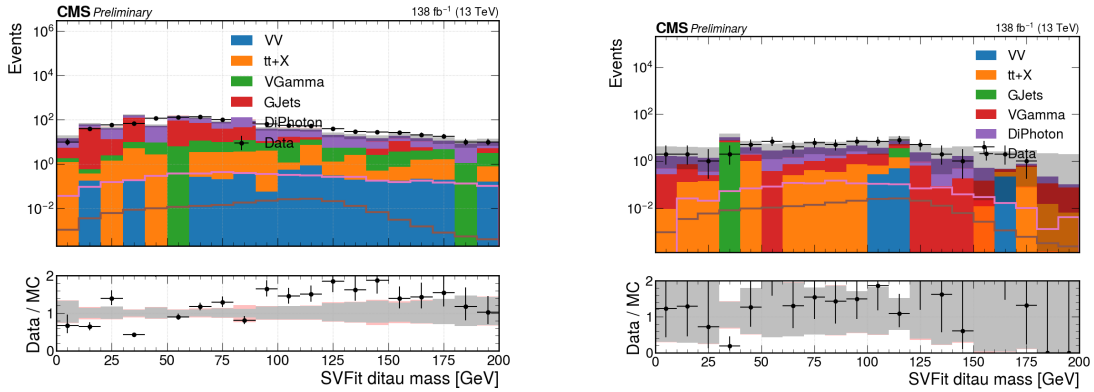 CMS Preliminary 138 fb⁻¹ (13 TeV)
Events
10⁶
10⁴
10²
10⁰
10⁻²
VV
tt+X
VGamma
GJets
DiPhoton
Data
Data / MC
2
1
0
0 25 50 75 100 125 150 175 200
SVFit ditau mass [GeV]
CMS Preliminary 138 fb⁻¹ (13 TeV)
Events
10⁴
10²
10⁰
10⁻²
VV
tt+X
GJets
VGamma
DiPhoton
Data
Data / MC
2
1
0
0 25 50 75 100 125 150 175 200
SVFit ditau mass [GeV]